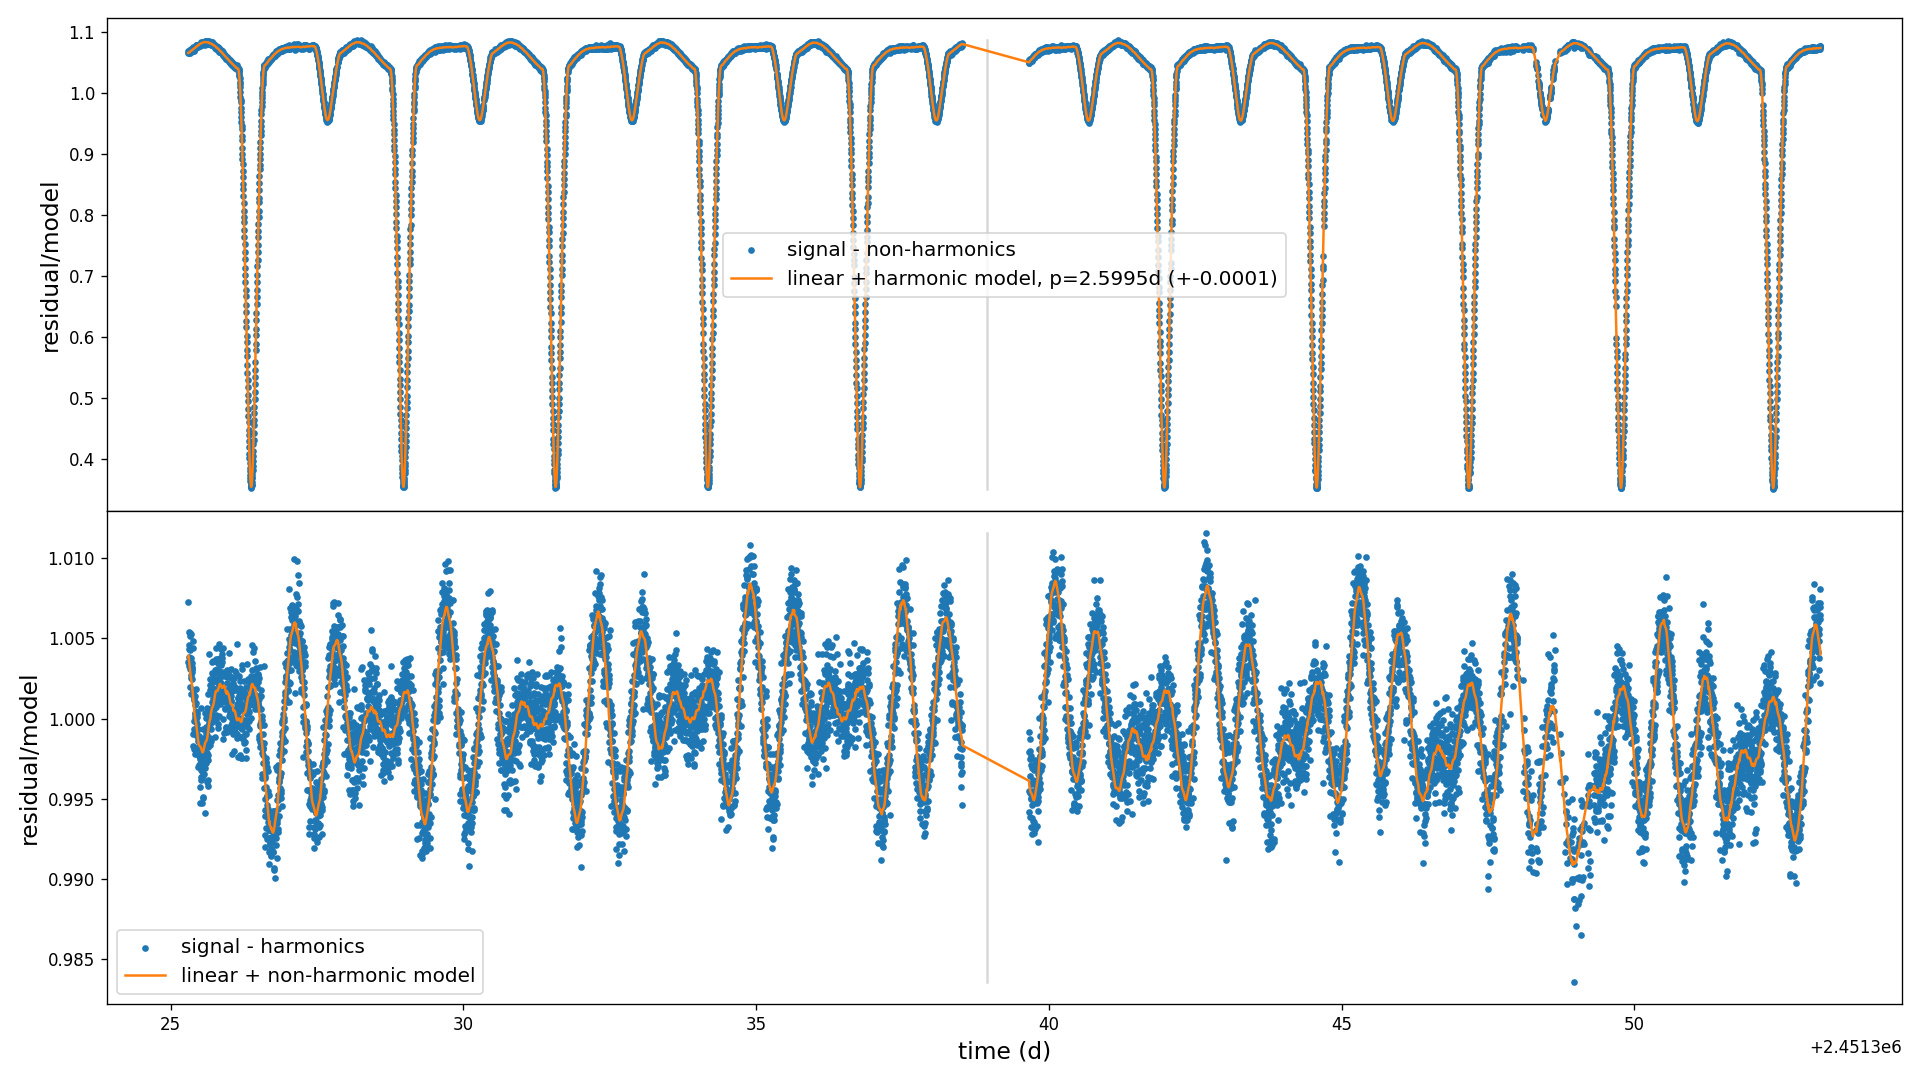 1.1
1.0
0.9
0.8
0.7
0.6
0.5
0.4
residual/model
signal - non-harmonics
linear + harmonic model, p=2.5995d (+-0.0001)
1.010
1.005
1.000
0.995
0.990
0.985
residual/model
signal - harmonics
linear + non-harmonic model
25
30
35
40
45
50
time (d)
+2.4513e6